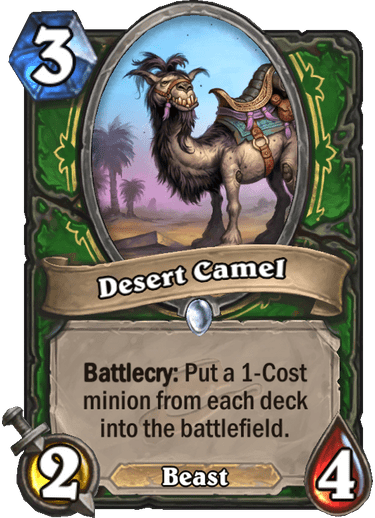 3
Desert Camel
Battlecry: Put a 1-Cost
minion from each deck
into the battlefield.
2
Beast
4